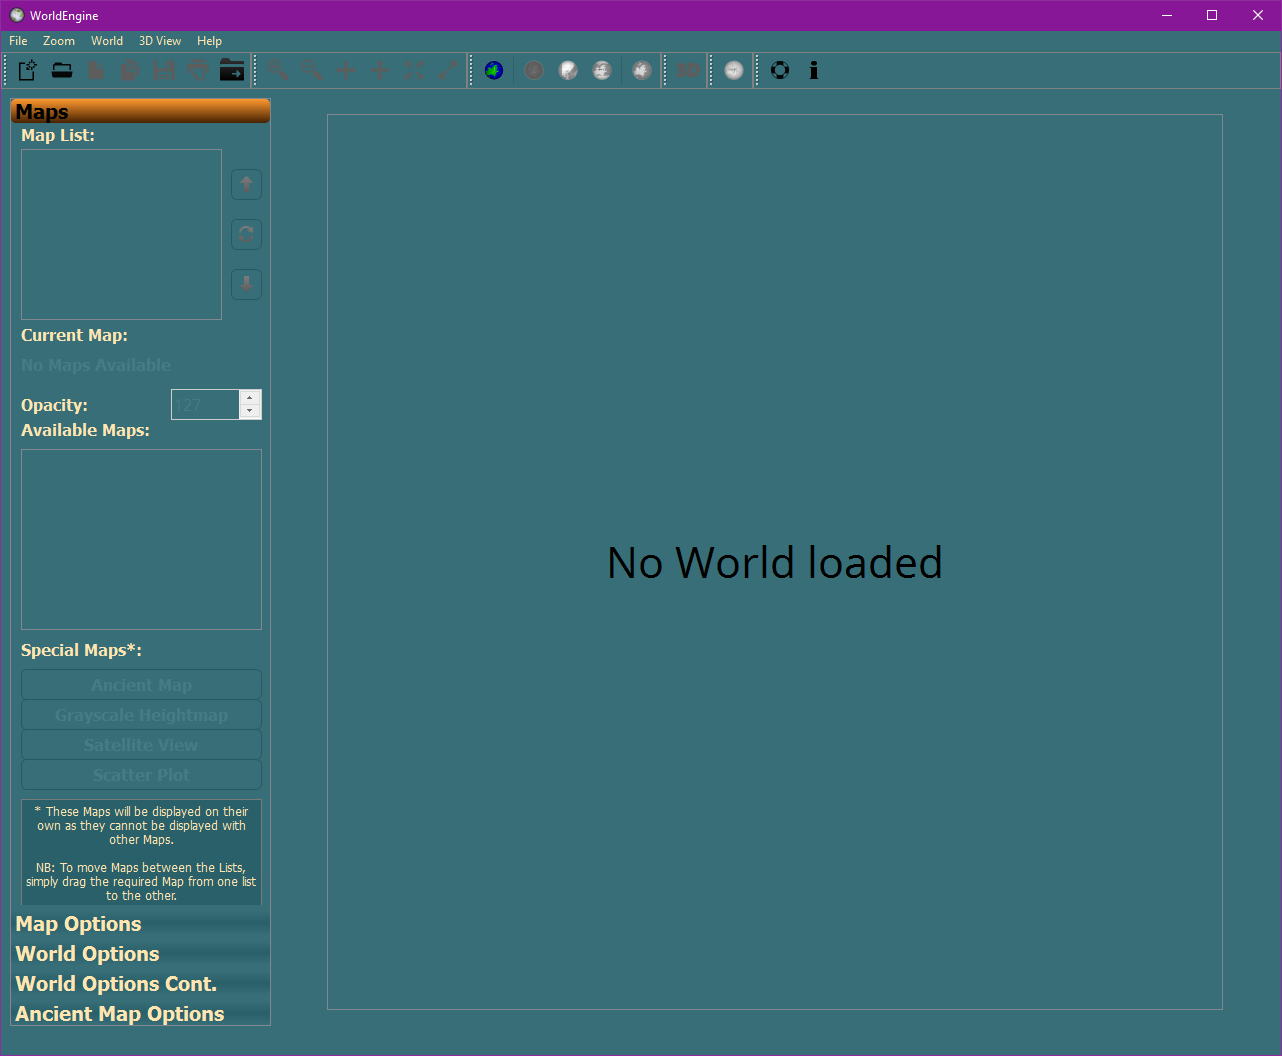 WorldEngine
File Zoom World 3D View Help
3D
Maps
Map List:
Current Map:
No Maps Available
Opacity: 127
Available Maps:
No World loaded
Special Maps*:
Ancient Map
Grayscale Heightmap
Satellite View
Scatter Plot
* These Maps will be displayed on their
own as they cannot be displayed with
other Maps.
NB: To move Maps between the Lists,
simply drag the required Map from one list
to the other.
Map Options
World Options
World Options Cont.
Ancient Map Options